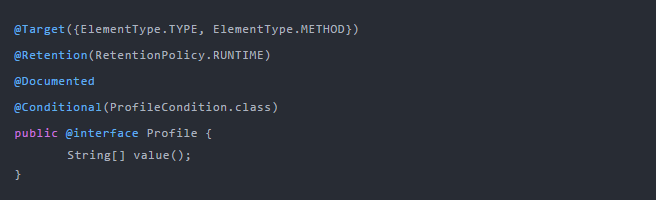 @Target({ElementType.TYPE, ElementType.METHOD})
@Retention(RetentionPolicy.RUNTIME)
@Documented
@Conditional(ProfileCondition.class)
public @interface Profile {
String[] value();
}